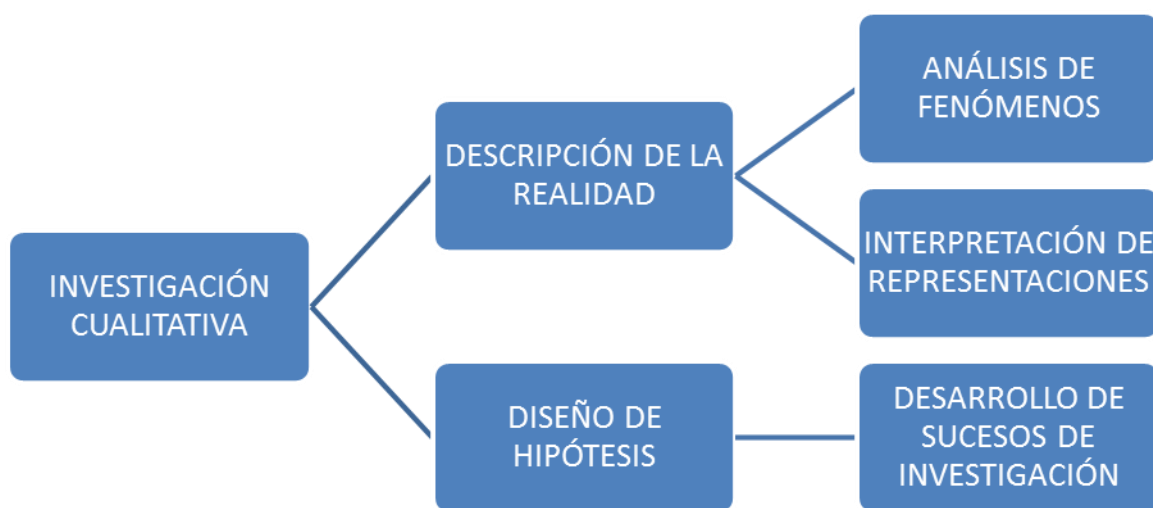 INVESTIGACIÓN
CUALITATIVA
DESCRIPCIÓN DE LA
REALIDAD
ANÁLISIS DE
FENÓMENOS
INTERPRETACIÓN DE
REPRESENTACIONES
DISEÑO DE
HIPÓTESIS
DESARROLLO DE
SUCESOS DE
INVESTIGACIÓN